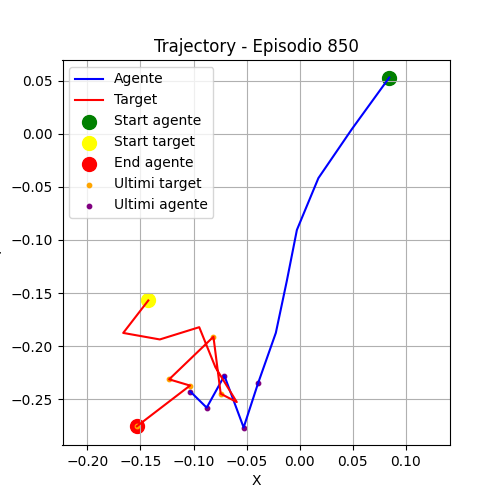 Trajectory - Episodio 850
Agente
Target
Start agente
Start target
End agente
Ultimi target
Ultimi agente
0.05
0.00
−0.05
−0.10
−0.15
−0.20
−0.25
−0.20
−0.15
−0.10
−0.05
0.00
0.05
0.10
X